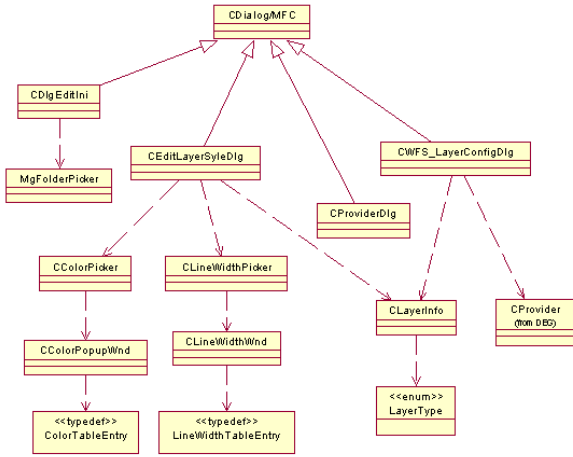 CDialog/MFC
CDlgEditIni
CEditLayerSyleDlg
CWFS_LayerConfigDlg
MgFolderPicker
CProviderDlg
CColorPicker
CLineWidthPicker
CLayerInfo
CProvider
(from DEG)
CColorPopupWnd
CLineWidthWnd
<<enum>>
LayerType
<<typedef>>
ColorTableEntry
<<typedef>>
LineWidthTableEntry